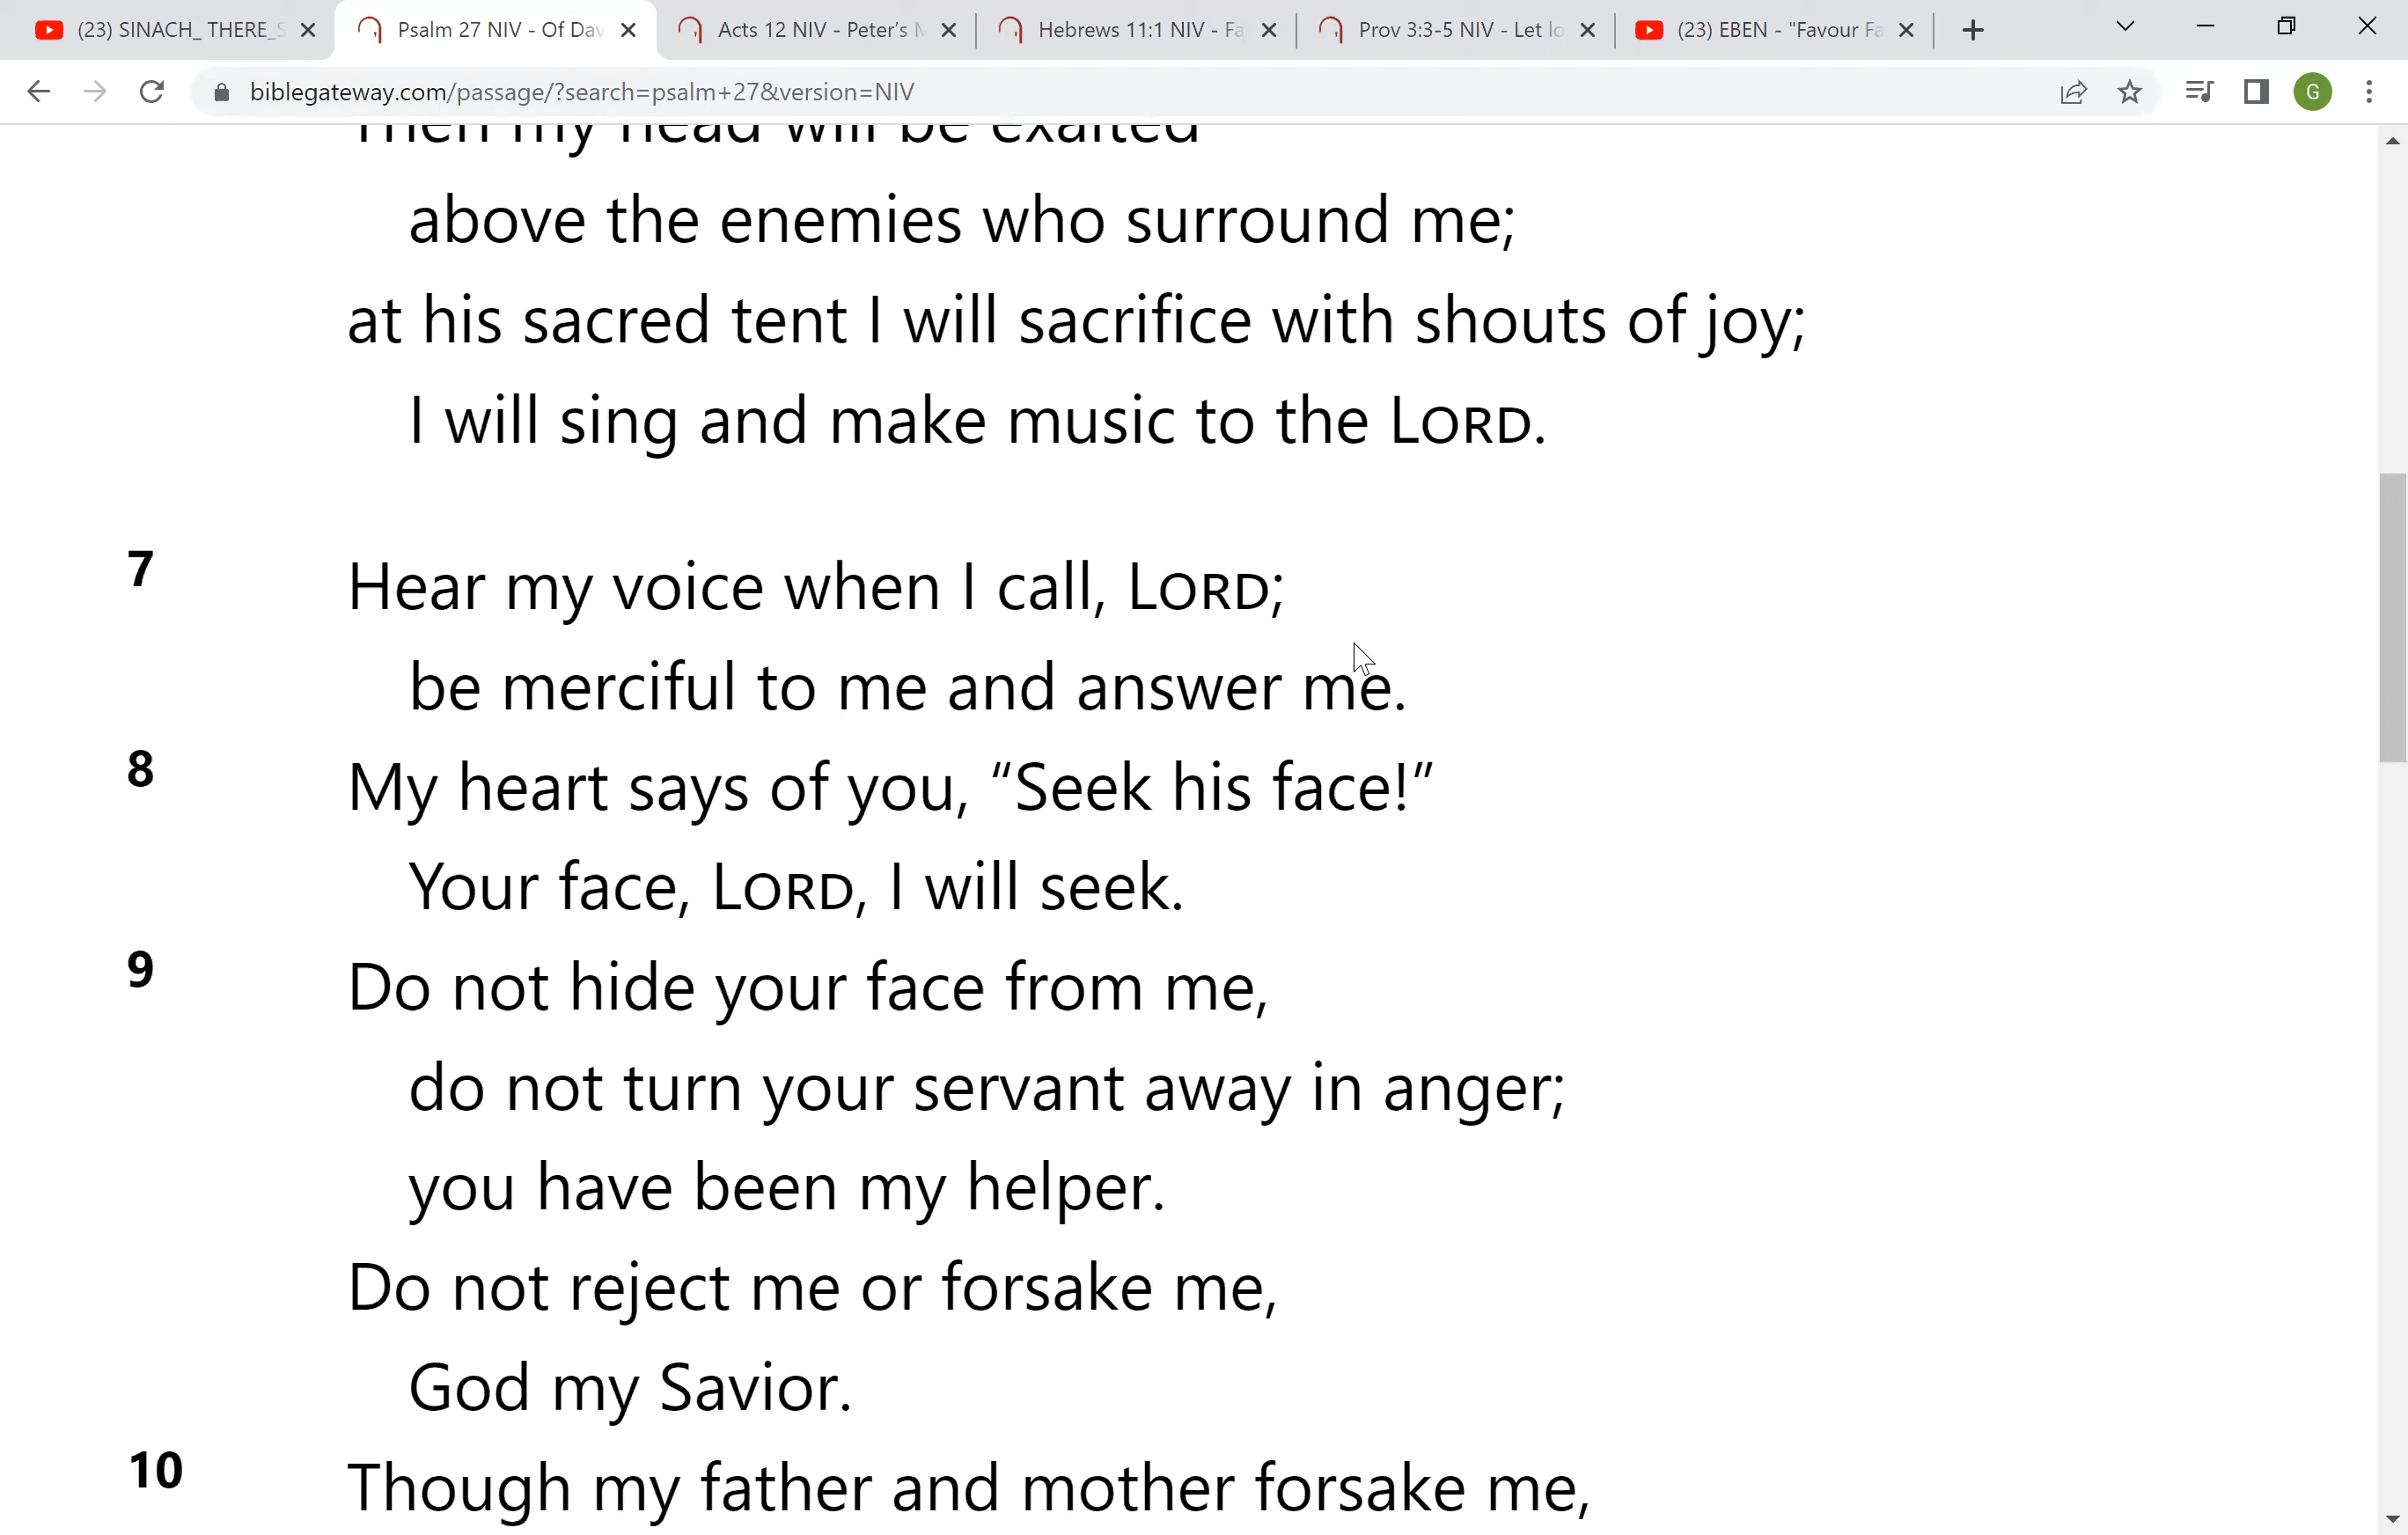 (23) SINACH_ THERE_S
Psalm 27 NIV - Of Dav
Acts 12 NIV - Peter's
Hebrews 11:1 NIV - Fa
Prov 3:3-5 NIV - Let lo
(23) EBEN - "Favour Fa
biblegateway.com/passage/?search=psalm+27&version=NIV
G
Then my head will be exalted
above the enemies who surround me;
at his sacred tent I will sacrifice with shouts of joy;
I will sing and make music to the LORD.
7 Hear my voice when I call, LORD;
be merciful to me and answer me.
8 My heart says of you, “Seek his face!”
Your face, LORD, I will seek.
9 Do not hide your face from me,
do not turn your servant away in anger;
you have been my helper.
Do not reject me or forsake me,
God my Savior.
10 Though my father and mother forsake me,